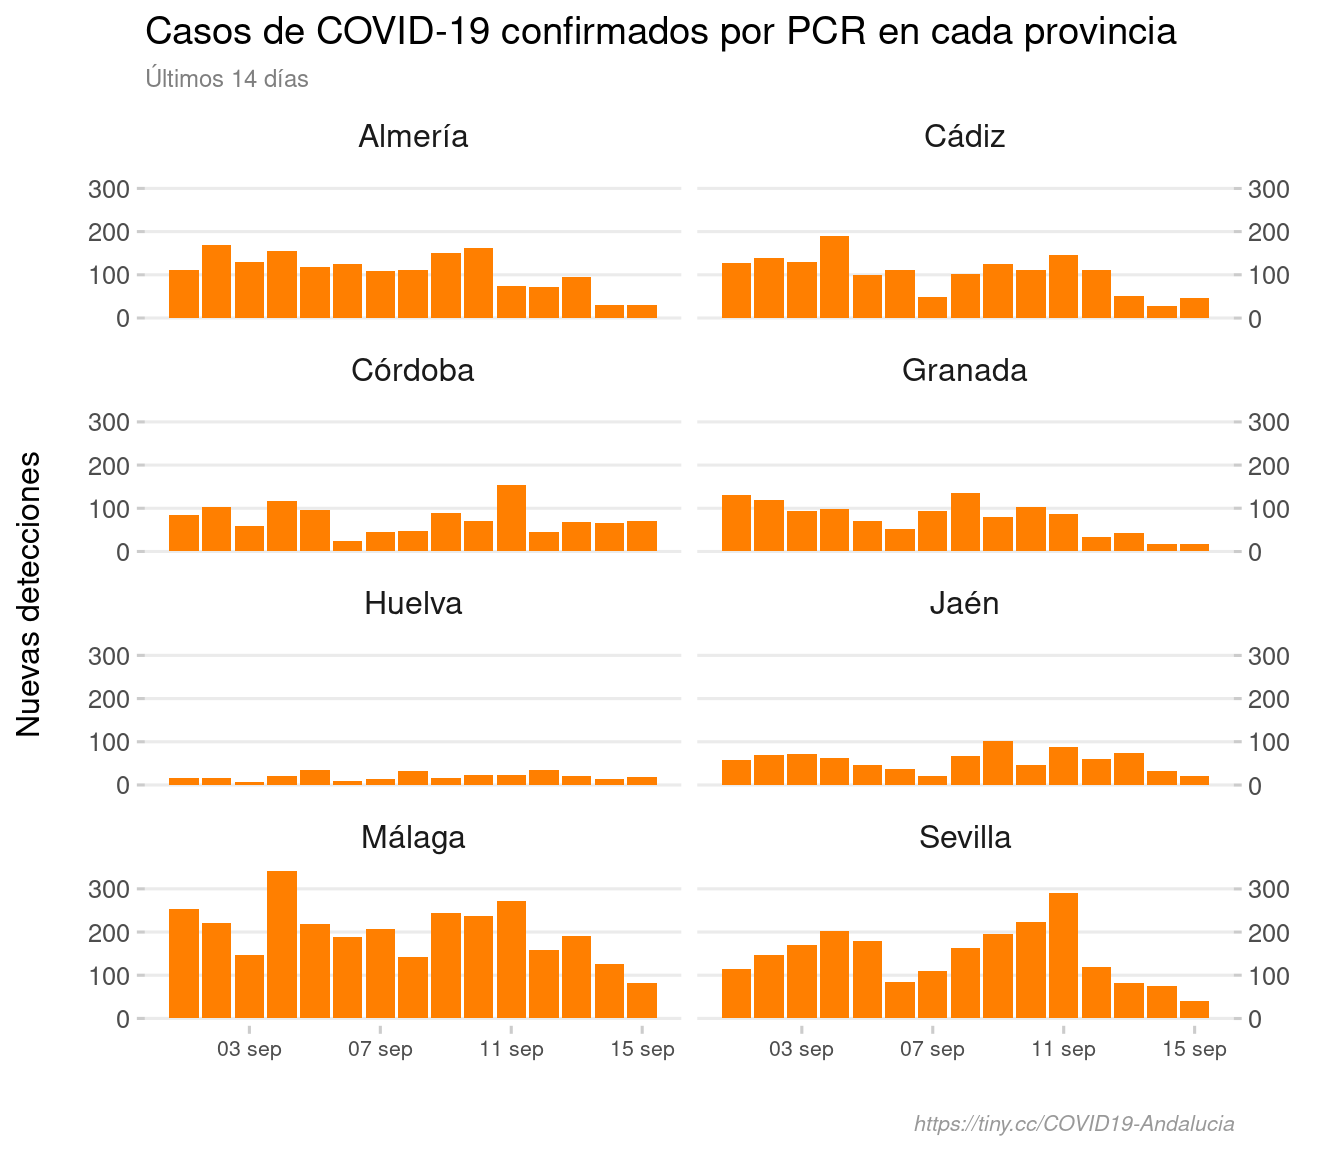 Casos de COVID-19 confirmados por PCR en cada provincia
Últimos 14 días
Almería
Cádiz
300
200
100
0
300
200
100
0
Córdoba
Granada
300
200
100
0
300
200
100
0
Nuevas detecciones
Huelva
Jaén
300
200
100
0
300
200
100
0
Málaga
Sevilla
300
200
100
0
300
200
100
0
03 sep 07 sep 11 sep 15 sep
03 sep 07 sep 11 sep 15 sep
https://tiny.cc/COVID19-Andalucia